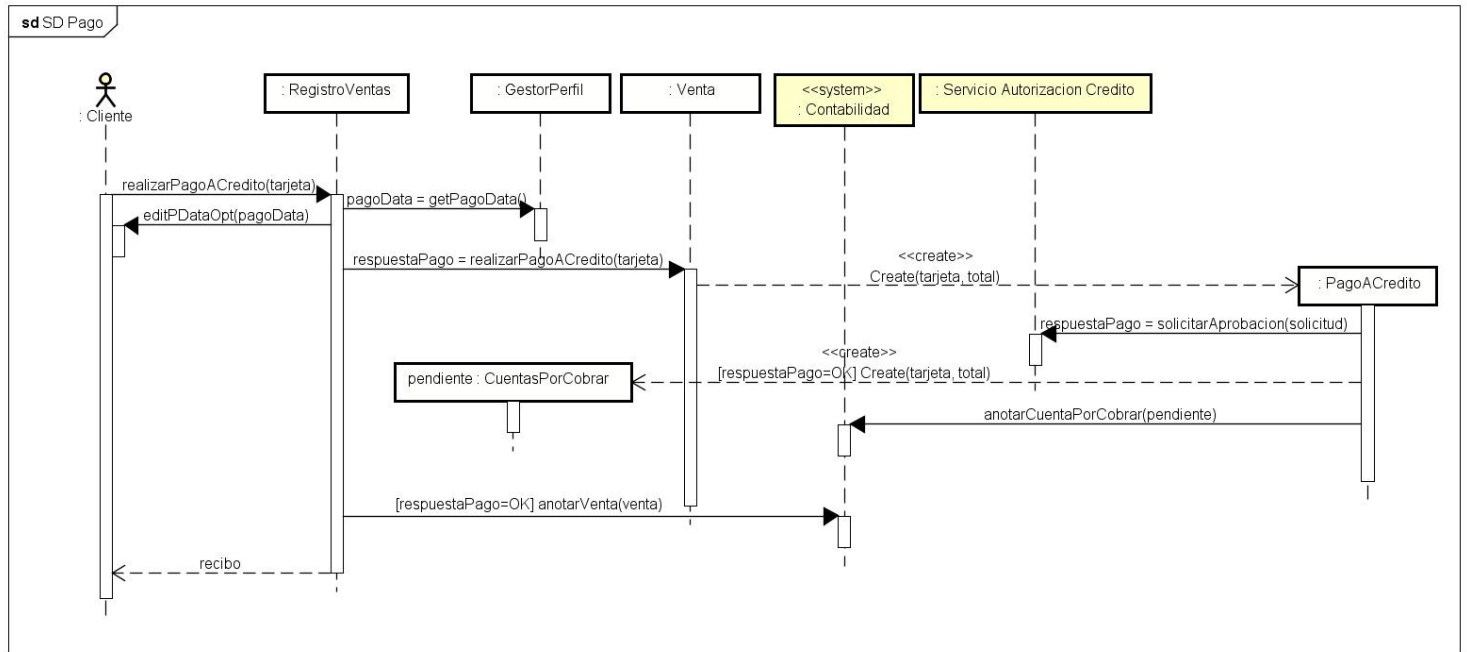 sd SD Pago
: Cliente
: RegistroVentas
: GestorPerfil
: Venta
<<system>>
: Contabilidad
: Servicio Autorizacion Credito
realizarPagoACredito(tarjeta)
pagoData = getPagoData()
editPDataOpt(pagoData)
respuestaPago = realizarPagoACredito(tarjeta)
<<create>>
Create(tarjeta, total)
: PagoACredito
respuestaPago = solicitarAprobacion(solicitud)
<<create>>
[respuestaPago=OK] Create(tarjeta, total)
pendiente : CuentasPorCobrar
anotarCuentaPorCobrar(pendiente)
[respuestaPago=OK] anotarVenta(venta)
recibo